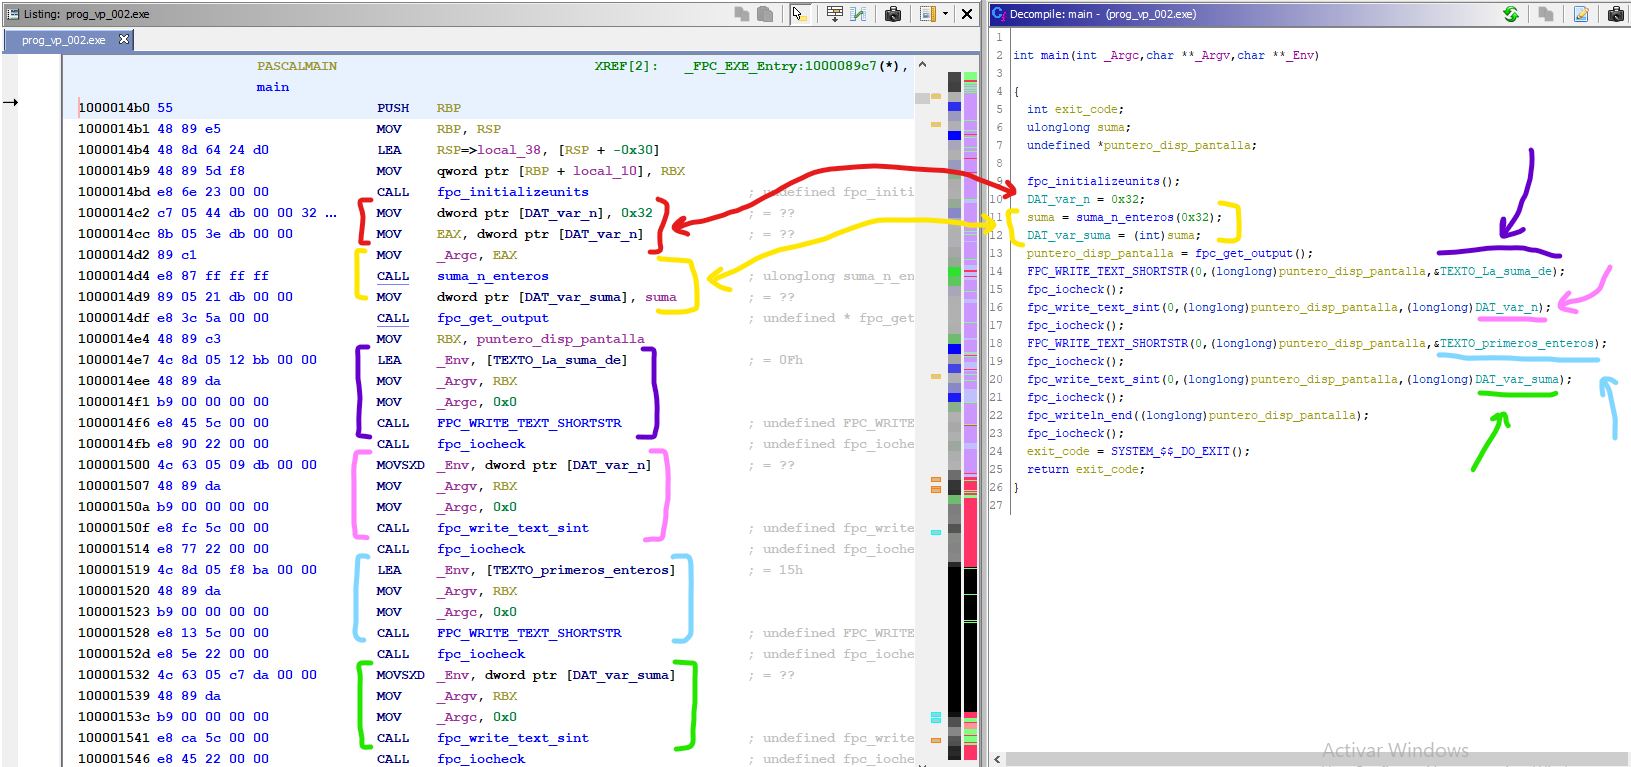 Listing: prog_vp_002.exe
prog_vp_002.exe
PASCALMAIN XREF[2]: _FPC_EXE_Entry:1000089c7(*),
main
1000014b0 55 PUSH RBP
1000014b1 48 89 e5 MOV RBP, RSP
1000014b4 48 8d 64 24 d0 LEA RSP=>local_38, [RSP + -0x30]
1000014b9 48 89 5d f8 MOV qword ptr [RBP + local_10], RBX
1000014bd e8 6e 23 00 00 CALL fpc_initializeunits ; undefined fpc_initi
1000014c2 c7 05 44 db 00 00 32 ... MOV dword ptr [DAT_var_n], 0x32 ; = ??
1000014cc 8b 05 3e db 00 00 MOV EAX, dword ptr [DAT_var_n] ; = ??
1000014d2 89 c1 MOV _Argc, EAX
1000014d4 e8 87 ff ff ff CALL suma_n_enteros ; ulonglong suma_n_en
1000014d9 89 05 21 db 00 00 MOV dword ptr [DAT_var_suma], suma ; = ??
1000014df e8 3c 5a 00 00 CALL fpc_get_output ; undefined * fpc_get
1000014e4 48 89 c3 MOV RBX, puntero_disp_pantalla
1000014e7 4c 8d 05 12 bb 00 00 LEA _Env, [TEXTO_La_suma_de] ; = 0Fh
1000014ee 48 89 da MOV _Argv, RBX
1000014f1 b9 00 00 00 00 MOV _Argc, 0x0
1000014f6 e8 45 5c 00 00 CALL FPC_WRITE_TEXT_SHORTSTR ; undefined FPC_WRITE
1000014fb e8 90 22 00 00 CALL fpc_iocheck ; undefined fpc_ioche
100001500 4c 63 05 09 db 00 00 MOVSXD _Env, dword ptr [DAT_var_n] ; = ??
100001507 48 89 da MOV _Argv, RBX
10000150a b9 00 00 00 00 MOV _Argc, 0x0
10000150f e8 fc 5c 00 00 CALL fpc_write_text_sint ; undefined fpc_write
100001514 e8 77 22 00 00 CALL fpc_iocheck ; undefined fpc_ioche
100001519 4c 8d 05 f8 ba 00 00 LEA _Env, [TEXTO_primeros_enteros] ; = 15h
100001520 48 89 da MOV _Argv, RBX
100001523 b9 00 00 00 00 MOV _Argc, 0x0
100001528 e8 13 5c 00 00 CALL FPC_WRITE_TEXT_SHORTSTR ; undefined FPC_WRITE
10000152d e8 5e 22 00 00 CALL fpc_iocheck ; undefined fpc_ioche
100001532 4c 63 05 c7 da 00 00 MOVSXD _Env, dword ptr [DAT_var_suma] ; = ??
100001539 48 89 da MOV _Argv, RBX
10000153c b9 00 00 00 00 MOV _Argc, 0x0
100001541 e8 ca 5c 00 00 CALL fpc_write_text_sint ; undefined fpc_write
100001546 e8 45 22 00 00 CALL fpc_iocheck ; undefined fpc_ioche
Decompile: main - (prog_vp_002.exe)
1
2 int main(int _Argc,char **_Argv,char **_Env)
3
4 {
5 int exit_code;
6 ulonglong suma;
7 undefined *puntero_disp_pantalla;
8
9 fpc_initializeunits();
10 DAT_var_n = 0x32;
11 suma = suma_n_enteros(0x32);
12 DAT_var_suma = (int)suma;
13 puntero_disp_pantalla = fpc_get_output();
14 FPC_WRITE_TEXT_SHORTSTR(0,(longlong)puntero_disp_pantalla,&TEXTO_La_suma_de);
15 fpc_iocheck();
16 fpc_write_text_sint(0,(longlong)puntero_disp_pantalla,(longlong)DAT_var_n);
17 fpc_iocheck();
18 FPC_WRITE_TEXT_SHORTSTR(0,(longlong)puntero_disp_pantalla,&TEXTO_primeros_enteros);
19 fpc_iocheck();
20 fpc_write_text_sint(0,(longlong)puntero_disp_pantalla,(longlong)DAT_var_suma);
21 fpc_iocheck();
22 fpc_writeln_end((longlong)puntero_disp_pantalla);
23 fpc_iocheck();
24 exit_code = SYSTEM_$$_DO_EXIT();
25 return exit_code;
26 }
27
Activar Windows